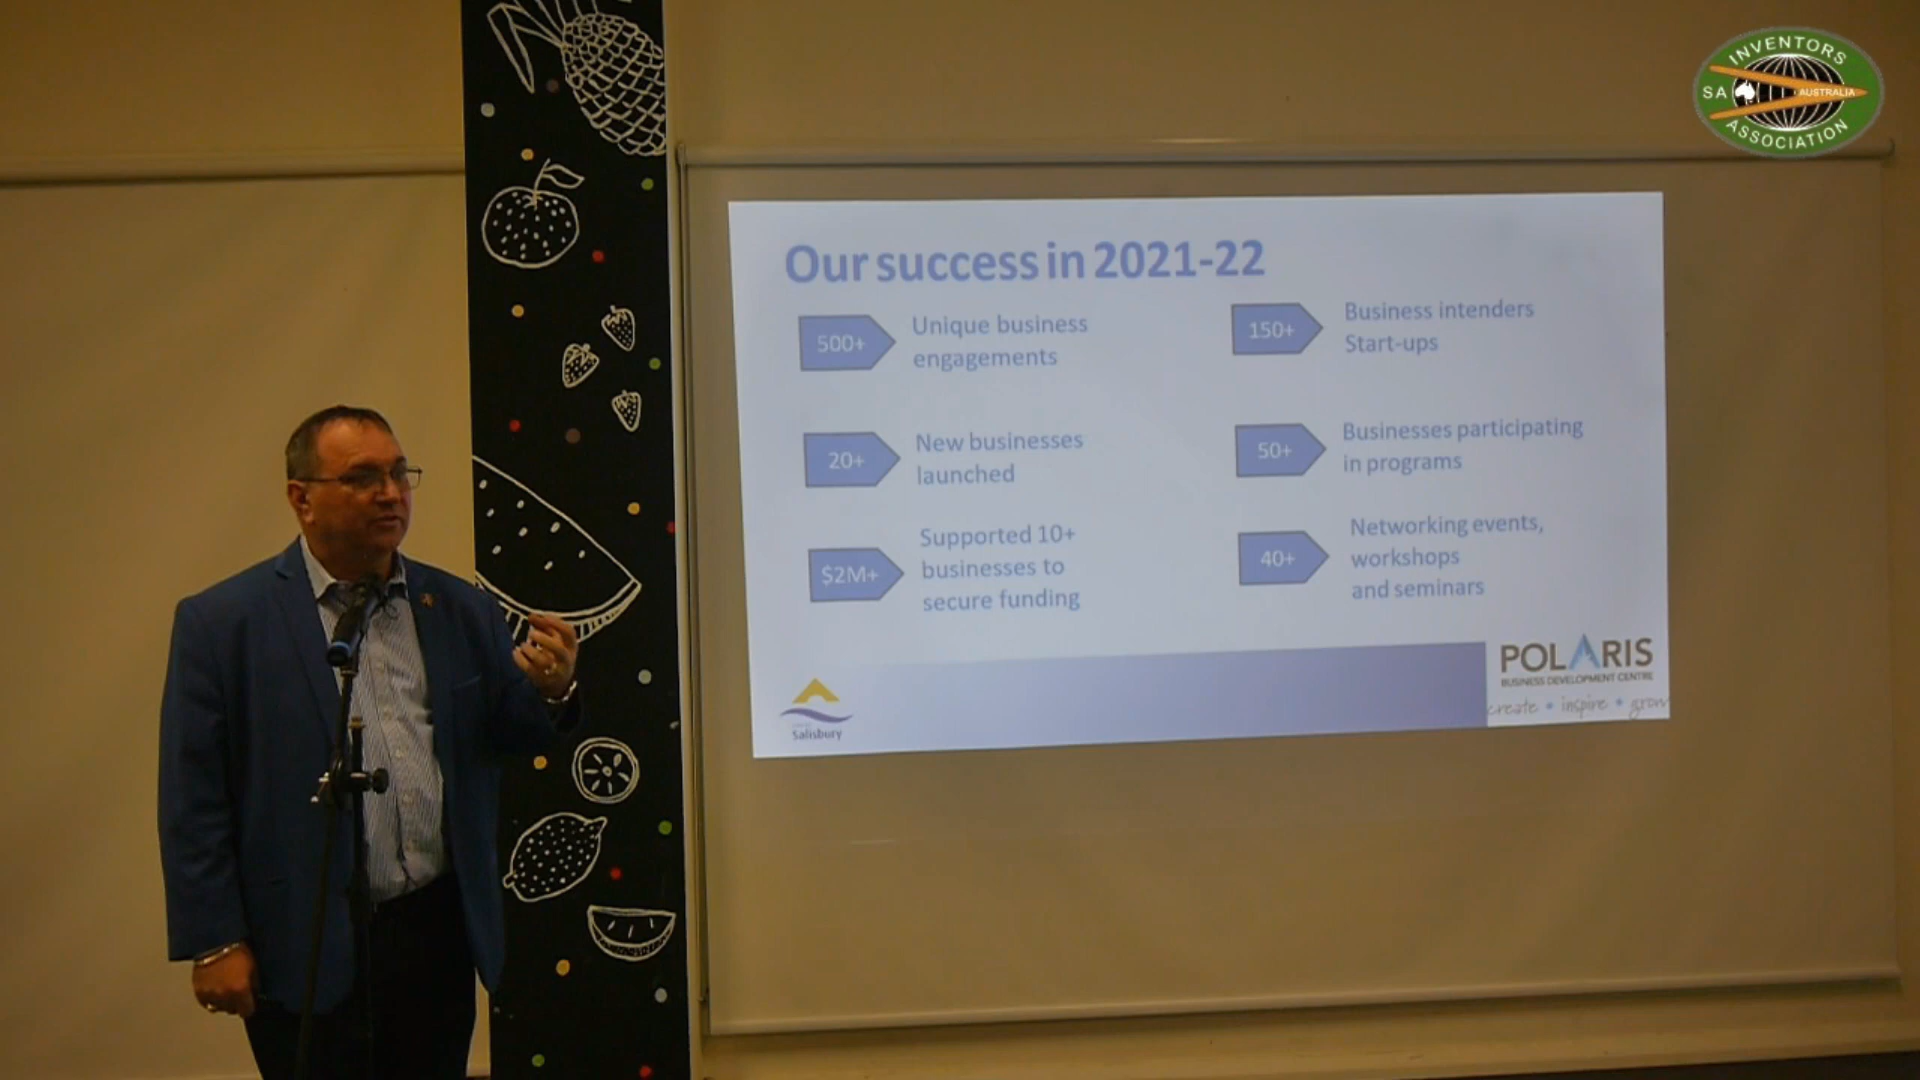 INVENTORS
SA AUSTRALIA
ASSOCIATION
Our success in 2021-22
500+
Unique business
engagements
150+
Business intenders
Start-ups
20+
New businesses
launched
50+
Businesses participating
in programs
$2M+
Supported 10+
businesses to
secure funding
40+
Networking events,
workshops
and seminars
Salisbury
POLARIS
BUSINESS DEVELOPMENT CENTRE
create • inspire • grow